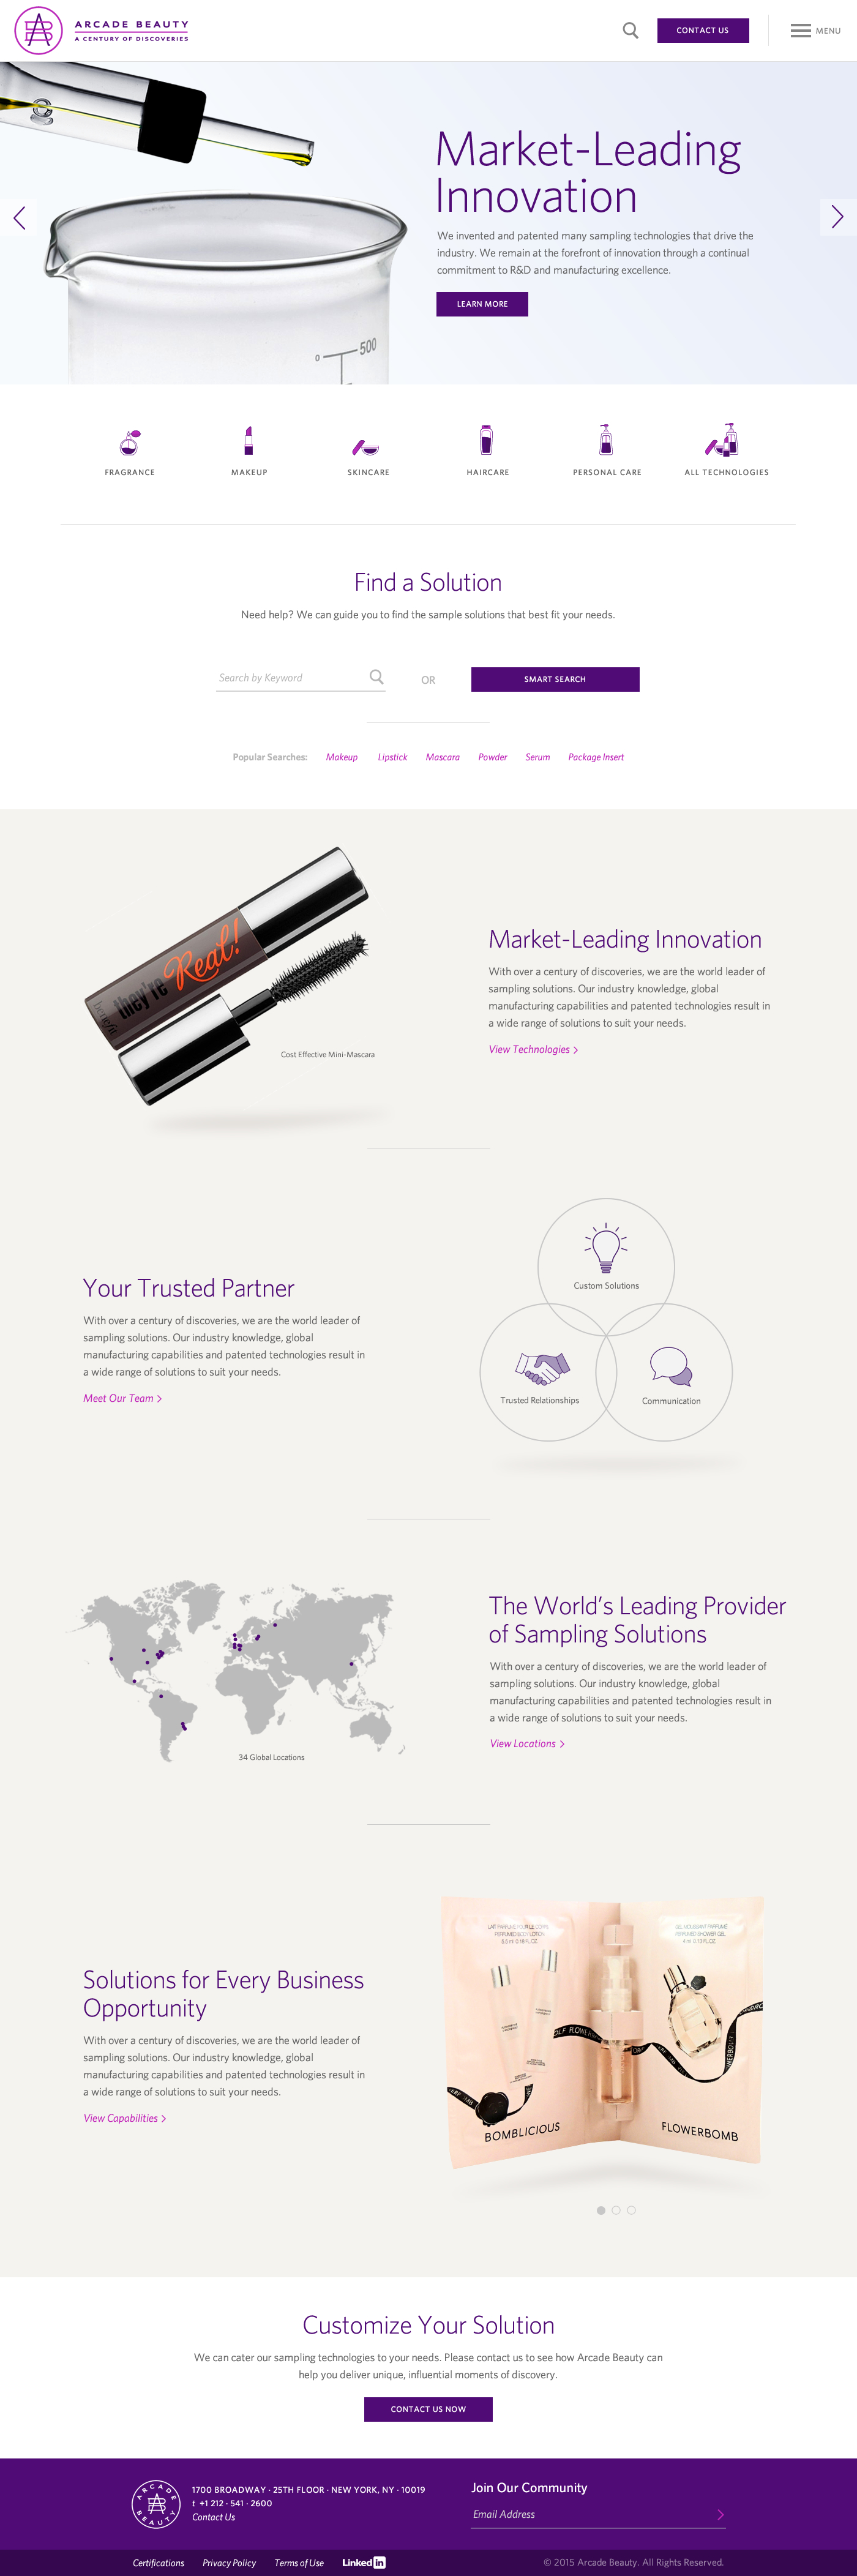 ARCADE BEAUTY
A CENTURY OF DISCOVERIES
CONTACT US
MENU
Market-Leading
Innovation
We invented and patented many sampling technologies that drive the
industry. We remain at the forefront of innovation through a continual
commitment to R&D and manufacturing excellence.
LEARN MORE
500
0
FRAGRANCE
MAKEUP
SKINCARE
HAIRCARE
PERSONAL CARE
ALL TECHNOLOGIES
Find a Solution
Need help? We can guide you to find the sample solutions that best fit your needs.
Search by Keyword
OR
SMART SEARCH
Popular Searches: Makeup Lipstick Mascara Powder Serum Package Insert
benefit
they're Real!
Cost Effective Mini-Mascara
Market-Leading Innovation
With over a century of discoveries, we are the world leader of
sampling solutions. Our industry knowledge, global
manufacturing capabilities and patented technologies result in
a wide range of solutions to suit your needs.
View Technologies
Your Trusted Partner
With over a century of discoveries, we are the world leader of
sampling solutions. Our industry knowledge, global
manufacturing capabilities and patented technologies result in
a wide range of solutions to suit your needs.
Meet Our Team
Custom Solutions
Trusted Relationships
Communication
34 Global Locations
The World's Leading Provider
of Sampling Solutions
With over a century of discoveries, we are the world leader of
sampling solutions. Our industry knowledge, global
manufacturing capabilities and patented technologies result in
a wide range of solutions to suit your needs.
View Locations
Solutions for Every Business
Opportunity
With over a century of discoveries, we are the world leader of
sampling solutions. Our industry knowledge, global
manufacturing capabilities and patented technologies result in
a wide range of solutions to suit your needs.
View Capabilities
LAIT PARFUMÉ POUR LE CORPS
PERFUMED BODY LOTION
GEL MOUSSANT PARFUMÉ
PERFUMED SHOWER GEL
BOMBLICIOUS
FLOWERBOMB
Customize Your Solution
We can cater our sampling technologies to your needs. Please contact us to see how Arcade Beauty can
help you deliver unique, influential moments of discovery.
CONTACT US NOW
ARCADE BEAUTY
1700 BROADWAY · 25TH FLOOR · NEW YORK, NY · 10019
t +1 212 · 541 · 2600
Contact Us
Join Our Community
Email Address
Certifications Privacy Policy Terms of Use LinkedIn
© 2015 Arcade Beauty. All Rights Reserved.